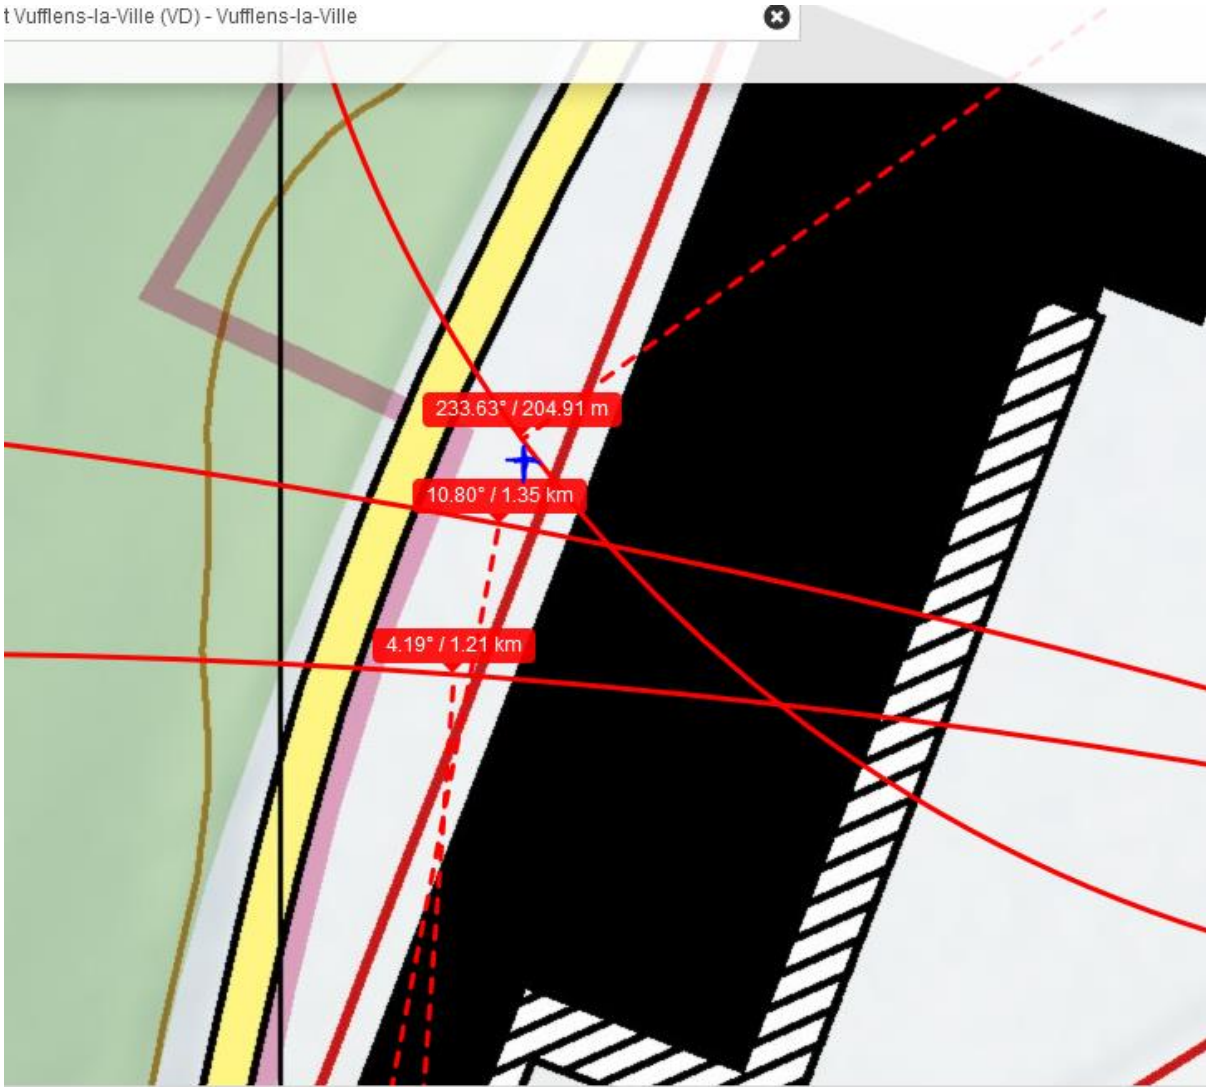 t Vufflens-la-Ville (VD) - Vufflens-la-Ville
233.63° / 204.91 m
10.80° / 1.35 km
4.19° / 1.21 km